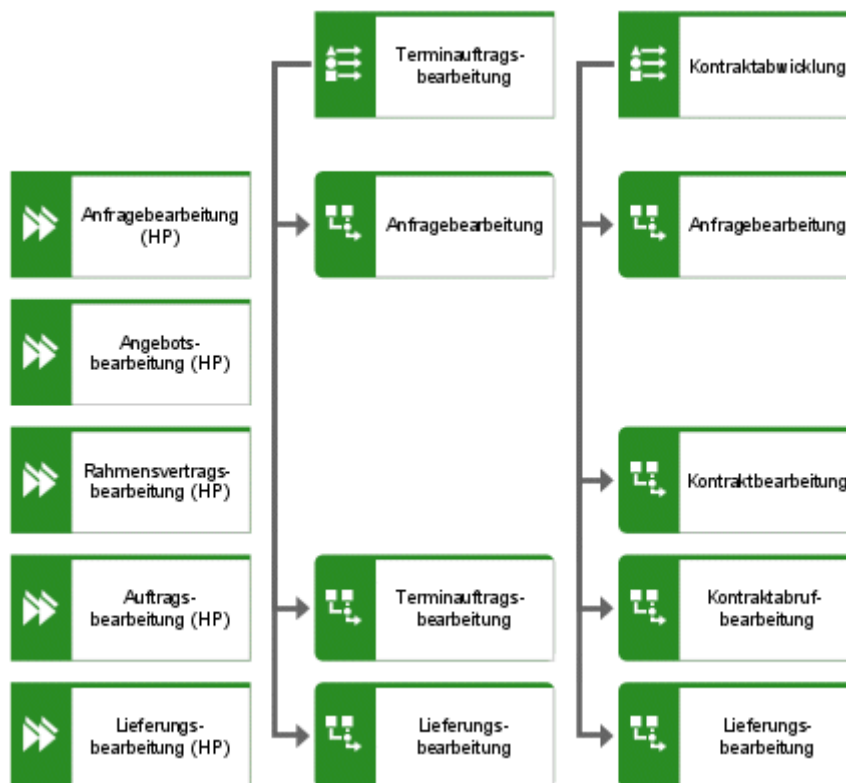 Terminauftrags-
bearbeitung
Kontraktabwicklung
Anfragebearbeitung
(HP)
Anfragebearbeitung
Anfragebearbeitung
Angebots-
bearbeitung (HP)
Rahmensvertrags-
bearbeitung (HP)
Kontraktbearbeitung
Auftrags-
bearbeitung (HP)
Terminauftrags-
bearbeitung
Kontraktabruf-
bearbeitung
Lieferungs-
bearbeitung (HP)
Lieferungs-
bearbeitung
Lieferungs-
bearbeitung